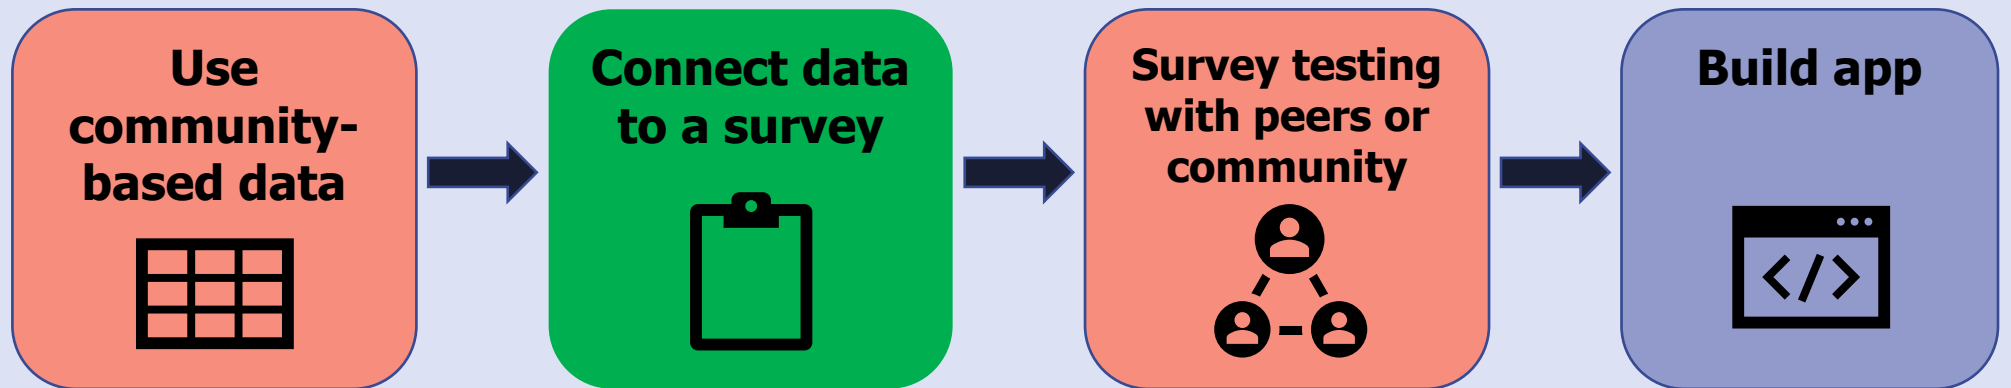 Use
community-
based data
Connect data
to a survey
Survey testing
with peers or
community
Build app
</>